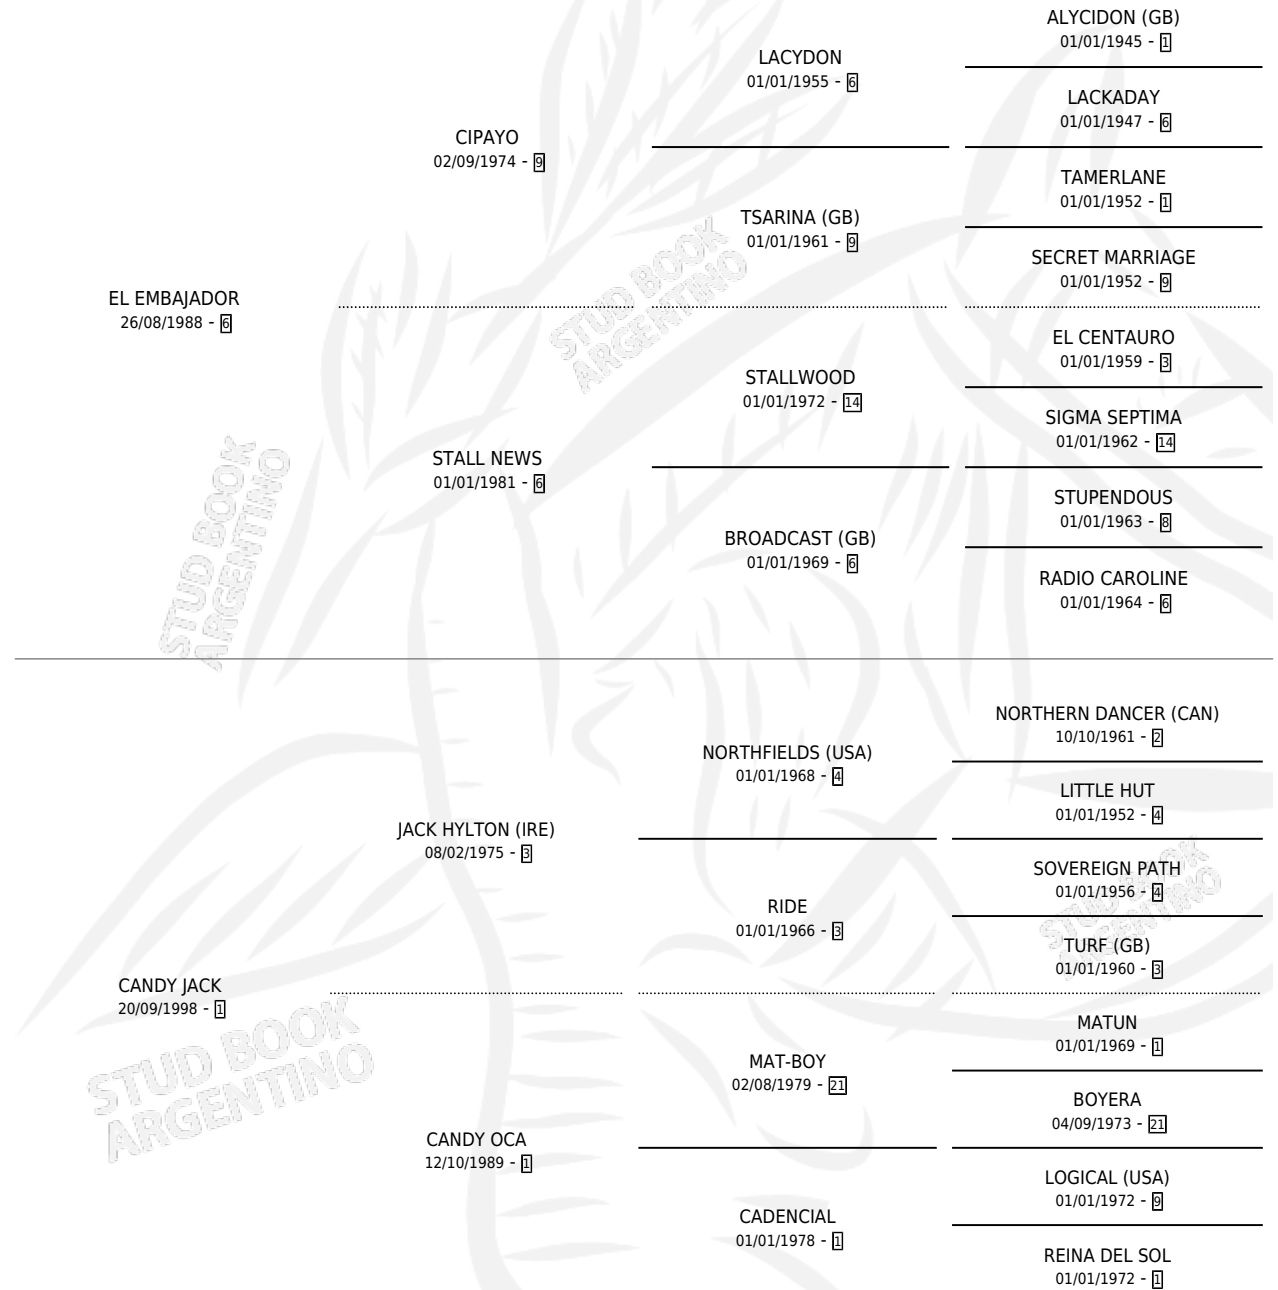 ALYCIDON (GB)
01/01/1945 - 1
LACYDON
01/01/1955 - 6
LACKADAY
01/01/1947 - 6
CIPAYO
02/09/1974 - 9
TAMERLANE
01/01/1952 - 1
TSARINA (GB)
01/01/1961 - 9
SECRET MARRIAGE
01/01/1952 - 9
EL EMBAJADOR
26/08/1988 - 6
EL CENTAURO
01/01/1959 - 3
STALLWOOD
01/01/1972 - 14
SIGMA SEPTIMA
01/01/1962 - 14
STALL NEWS
01/01/1981 - 6
STUPENDOUS
01/01/1963 - 8
BROADCAST (GB)
01/01/1969 - 6
RADIO CAROLINE
01/01/1964 - 6
NORTHERN DANCER (CAN)
10/10/1961 - 2
NORTHFIELDS (USA)
01/01/1968 - 4
LITTLE HUT
01/01/1952 - 4
JACK HYLTON (IRE)
08/02/1975 - 3
SOVEREIGN PATH
01/01/1956 - 4
RIDE
01/01/1966 - 3
TURF (GB)
01/01/1960 - 3
CANDY JACK
20/09/1998 - 1
MATUN
01/01/1969 - 1
MAT-BOY
02/08/1979 - 21
BOYERA
04/09/1973 - 21
CANDY OCA
12/10/1989 - 1
LOGICAL (USA)
01/01/1972 - 9
CADENCIAL
01/01/1978 - 1
REINA DEL SOL
01/01/1972 - 1
STUD BOOK
ARGENTINO
STUD BOOK
ARGENTINO
STUD BOOK
ARGENTINO
STUD BOOK
ARGENTINO